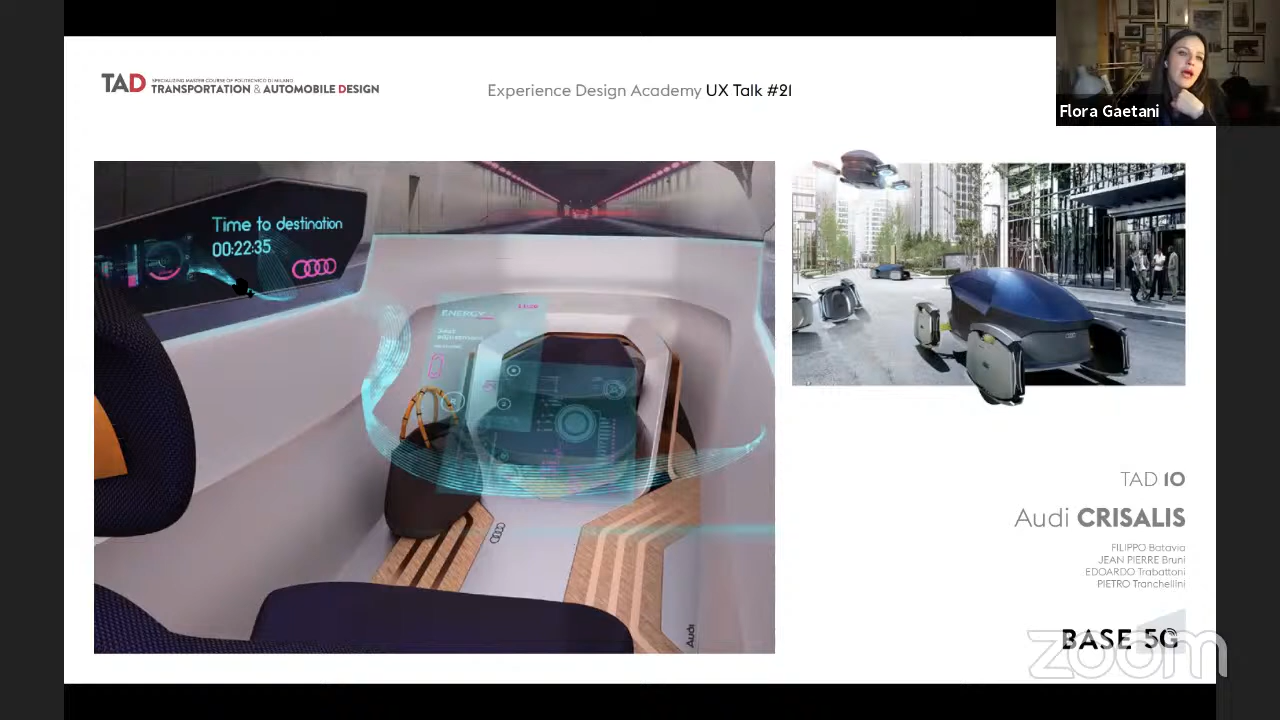 TAD
SPECIALIZING MASTER COURSE OF POLITECNICO DI MILANO
TRANSPORTATION & AUTOMOBILE DESIGN
Experience Design Academy UX Talk #21
Flora Gaetani
Time to destination
00:22:35
ENERGY
Audi
TAD 10
Audi CRISALIS
FILIPPO Batavia
JEAN PIERRE Bruni
EDOARDO Trabattoni
PIETRO Tranchellini
BASE 5G
zoom